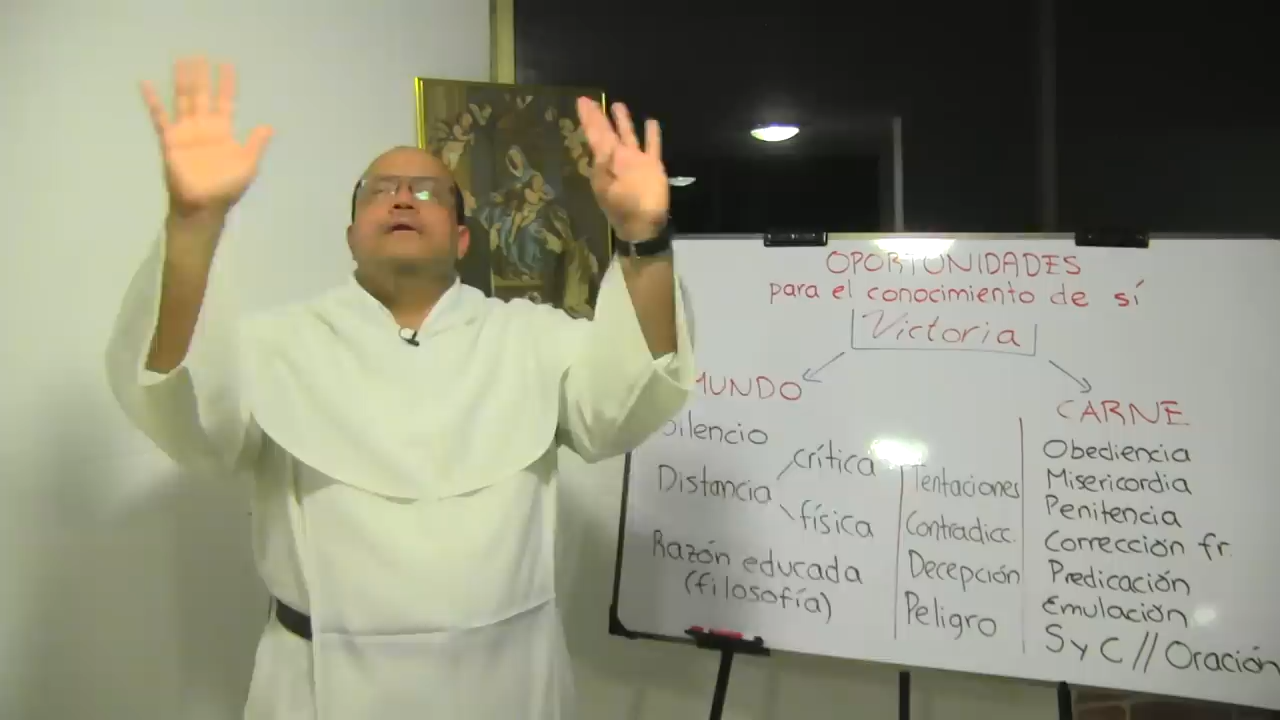 OPORTUNIDADES
para el conocimiento de sí
Victoria
MUNDO
Silencio
Distancia
crítica
física
Razón educada
(filosofía)
Tentaciones
Contradicc.
Decepción
Peligro
CARNE
Obediencia
Misericordia
Penitencia
Corrección fr.
Predicación
Emulación
S y C // Oración